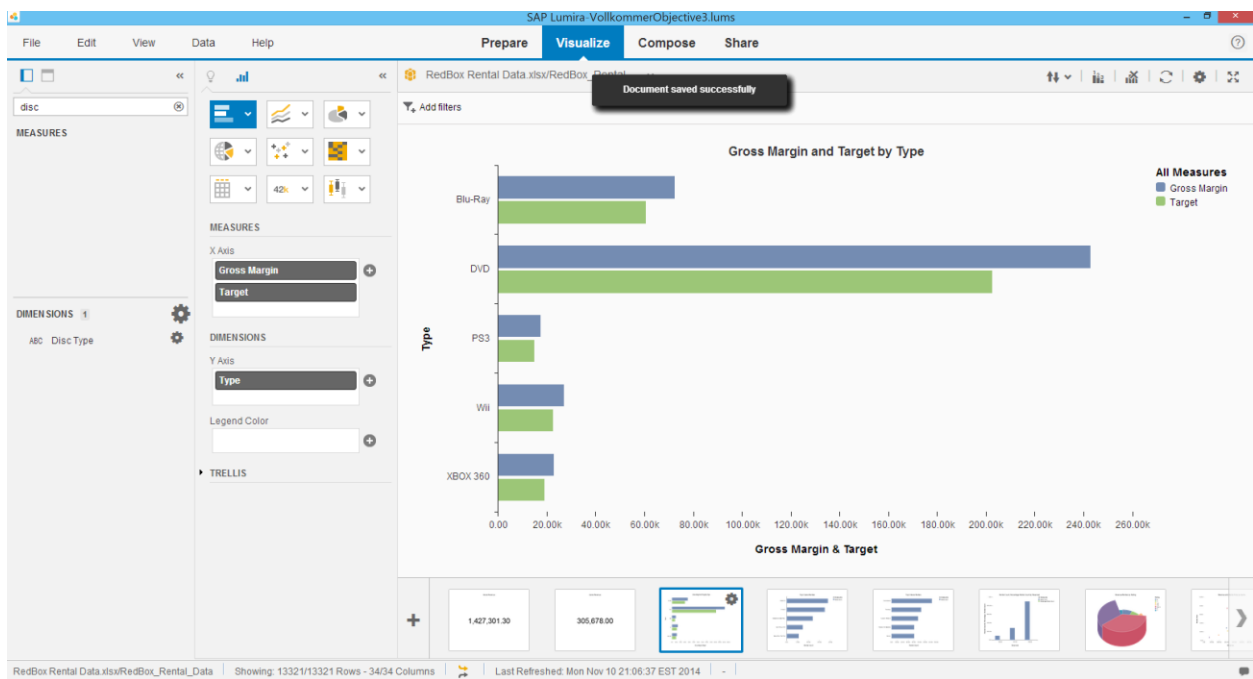 SAP Lumira-VollkommerObjective3.lums
File Edit View Data Help Prepare Visualize Compose Share
RedBox Rental Data.xlsx/RedBox_Rental
Document saved successfully
disc
Add filters
MEASURES
DIMENSIONS 1
ABC Disc Type
42k
MEASURES
X Axis
Gross Margin
Target
DIMENSIONS
Y Axis
Type
Legend Color
TRELLIS
Gross Margin and Target by Type
All Measures
Gross Margin
Target
Type
Blu-Ray
DVD
PS3
Wii
XBOX 360
0.00 20.00k 40.00k 60.00k 80.00k 100.00k 120.00k 140.00k 160.00k 180.00k 200.00k 220.00k 240.00k 260.00k
Gross Margin & Target
1,427,301.30
305,678.00
RedBox Rental Data.xlsx/RedBox_Rental_Data Showing: 13321/13321 Rows - 34/34 Columns Last Refreshed: Mon Nov 10 21:06:37 EST 2014 -